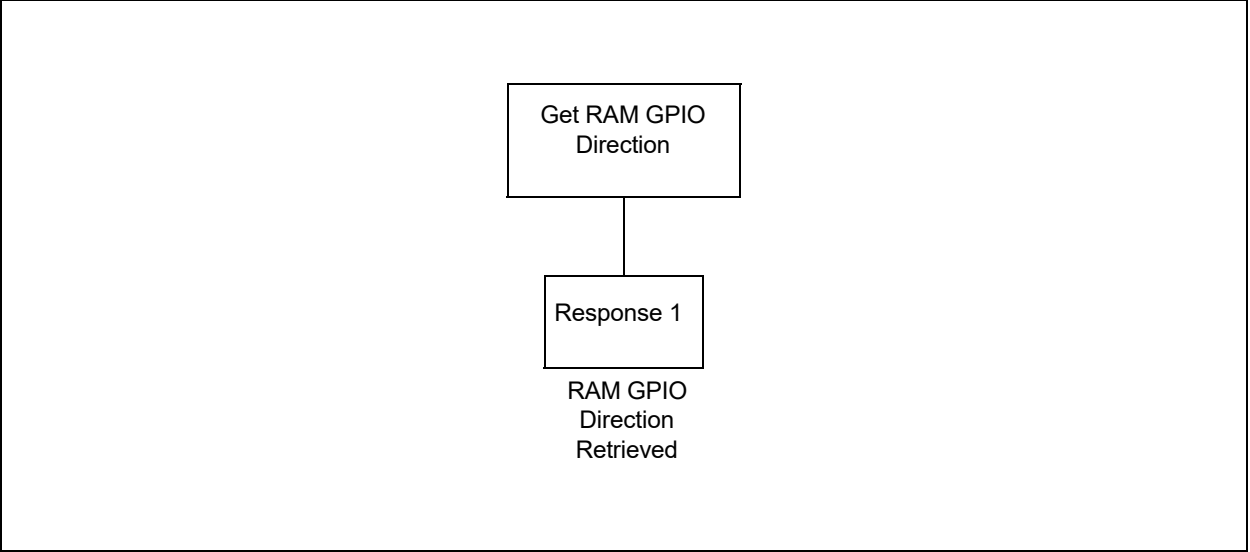 Get RAM GPIO
Direction
Response 1
RAM GPIO
Direction
Retrieved